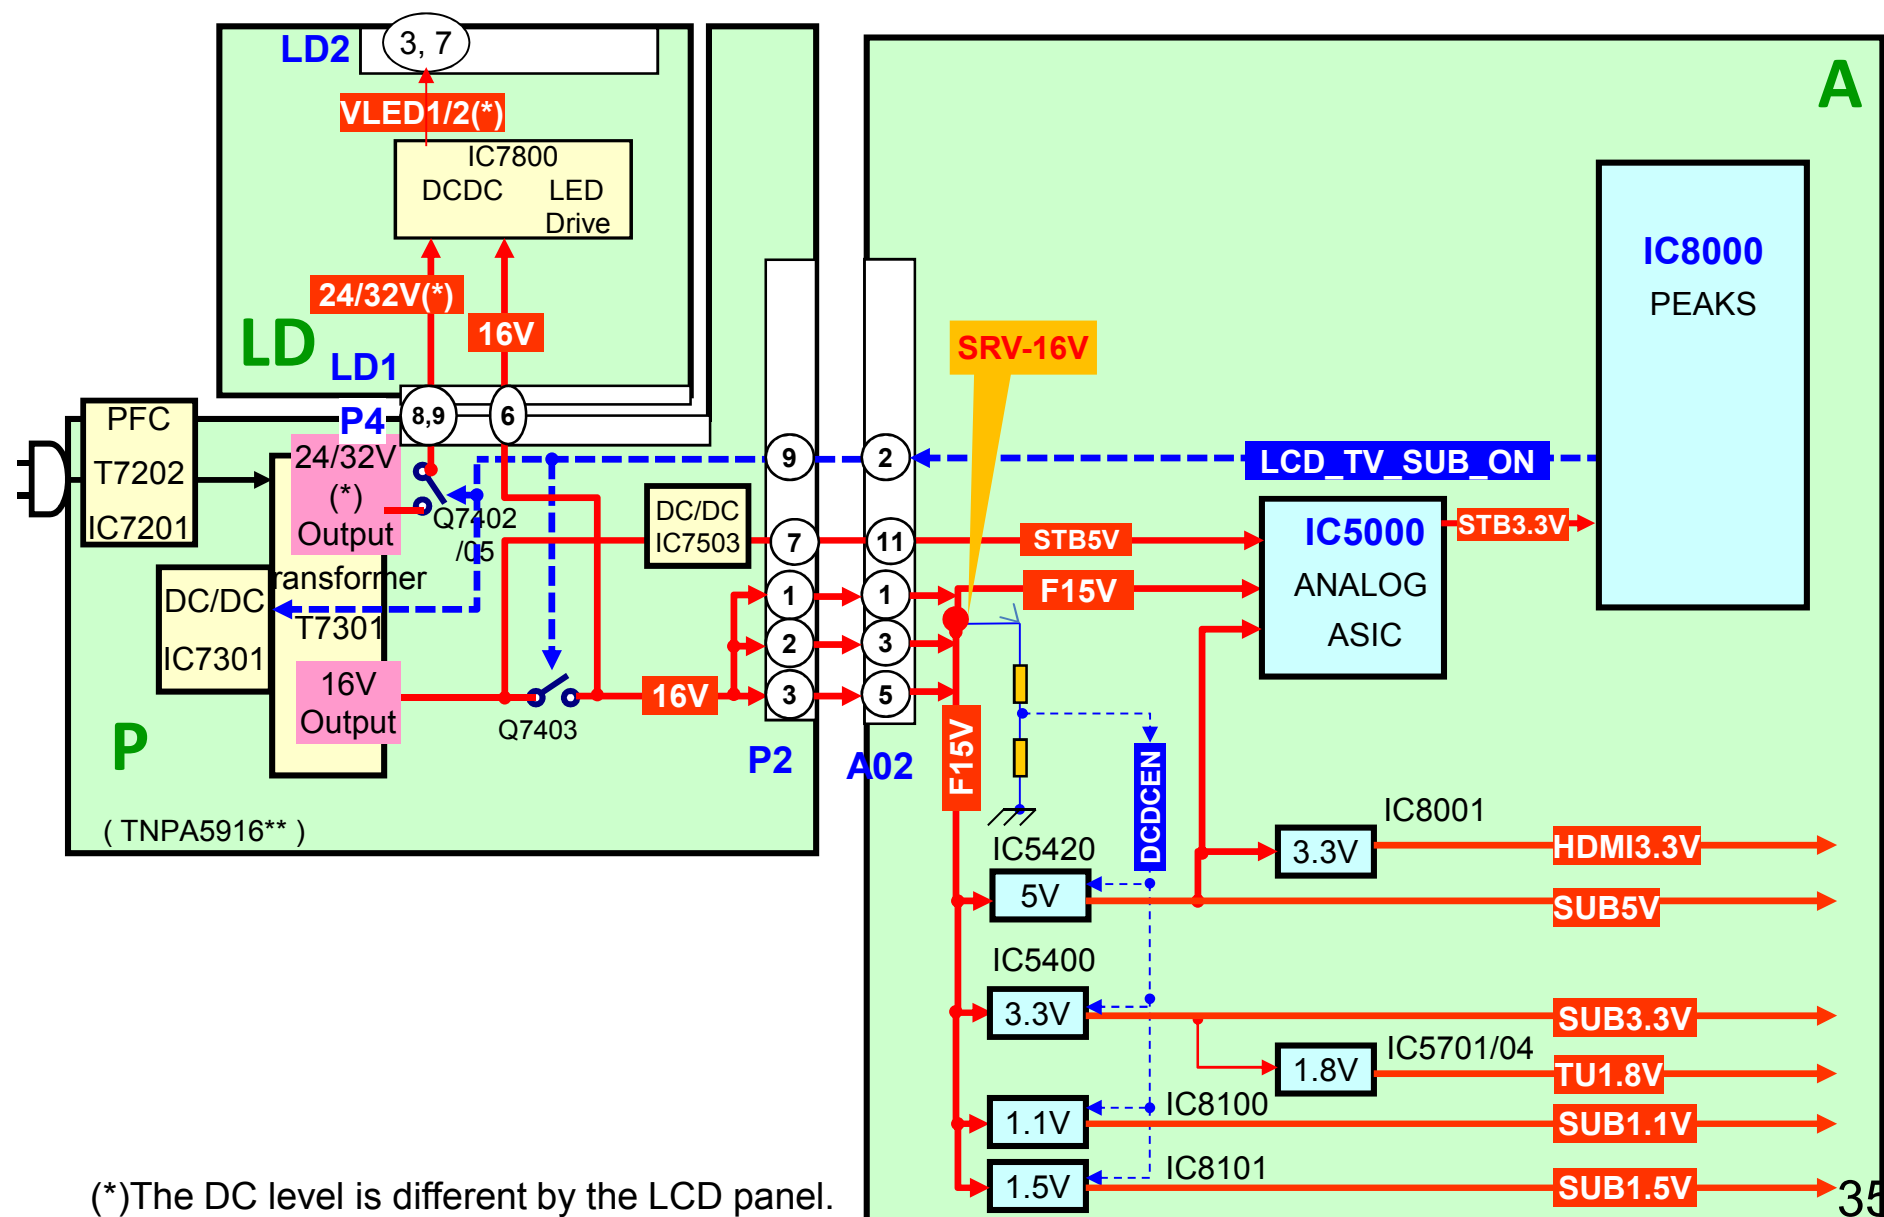 LD2
3, 7
VLED1/2(*)
IC7800
DCDC LED
Drive
24/32V(*)
16V
LD
LD1
P4
8,9
6
PFC
T7202
IC7201
24/32V
(*)
Output
Q7402
/05
ransformer
T7301
DC/DC
IC7301
16V
Output
Q7403
16V
DC/DC
IC7503
9
7
1
2
3
P2
P
( TNPA5916** )
A
2
11
1
3
5
A02
SRV-16V
LCD_TV_SUB_ON
IC8000
PEAKS
STB5V
F15V
IC5000
ANALOG
ASIC
STB3.3V
F15V
DCDCEN
IC5420
5V
IC8001
3.3V
HDMI3.3V
SUB5V
IC5400
3.3V
SUB3.3V
IC5701/04
1.8V
TU1.8V
IC8100
1.1V
SUB1.1V
IC8101
1.5V
SUB1.5V
(*)The DC level is different by the LCD panel.
35